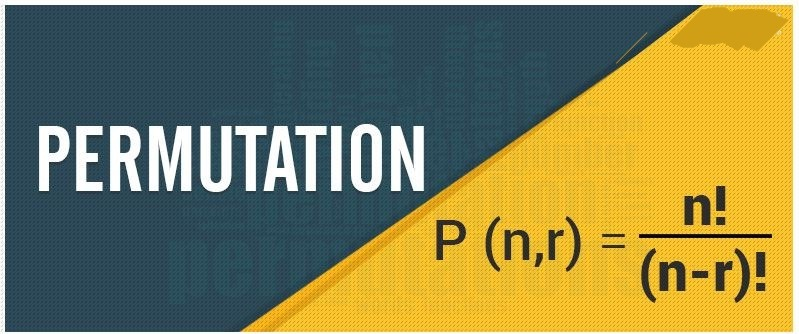 PERMUTATION
P (n,r) = n!/(n-r)!